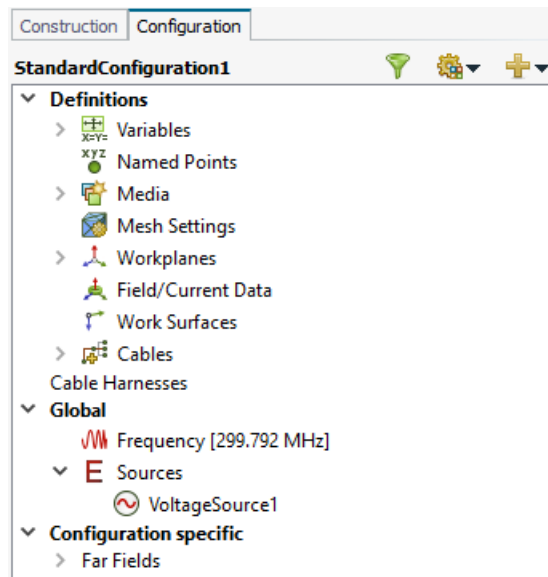 Construction Configuration
StandardConfiguration1
Definitions
X=Y= Variables
xyz Named Points
Media
Mesh Settings
Workplanes
Field/Current Data
Work Surfaces
Cables
Cable Harnesses
Global
Frequency [299.792 MHz]
E Sources
VoltageSource1
Configuration specific
Far Fields